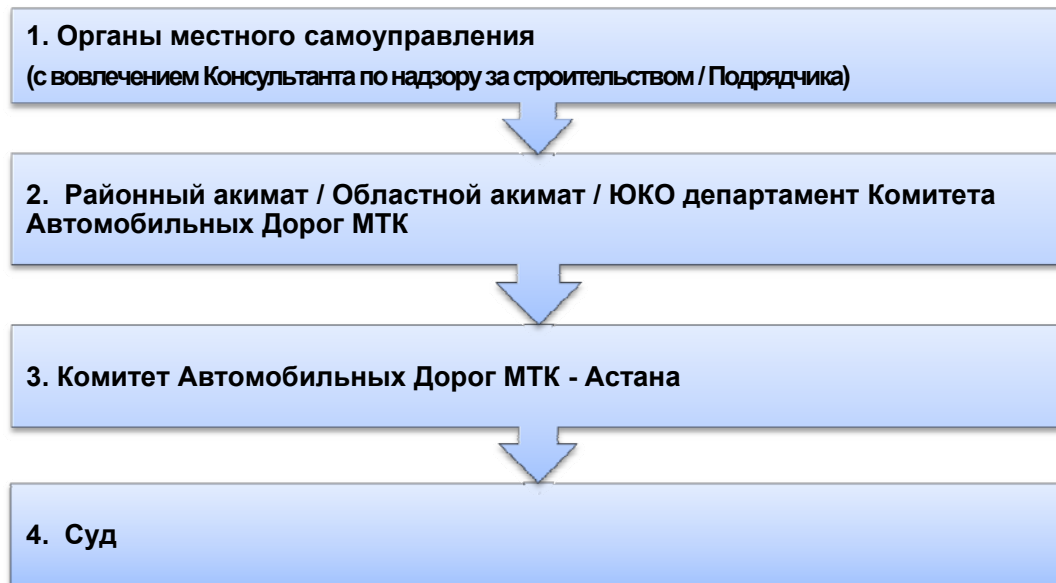 1. Органы местного самоуправления
(с вовлечением Консультанта по надзору за строительством / Подрядчика)
2. Районный акимат / Областной акимат / ЮКО департамент Комитета
Автомобильных Дорог МТК
3. Комитет Автомобильных Дорог МТК - Астана
4. Суд